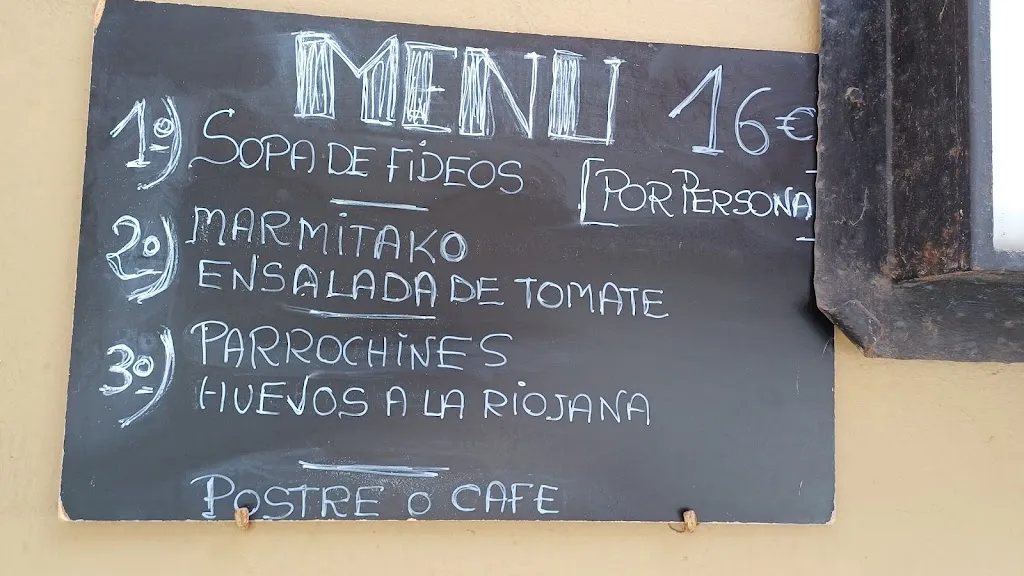 MENU 16€
[POR PERSONA]
1º) SOPA DE FiDEOS
2º) MARMiTAKO
ENSALADA DE TOMATE
3º) PARROCHiNES
HUEVOS A LA RiOJANA
POSTRE o CAFE